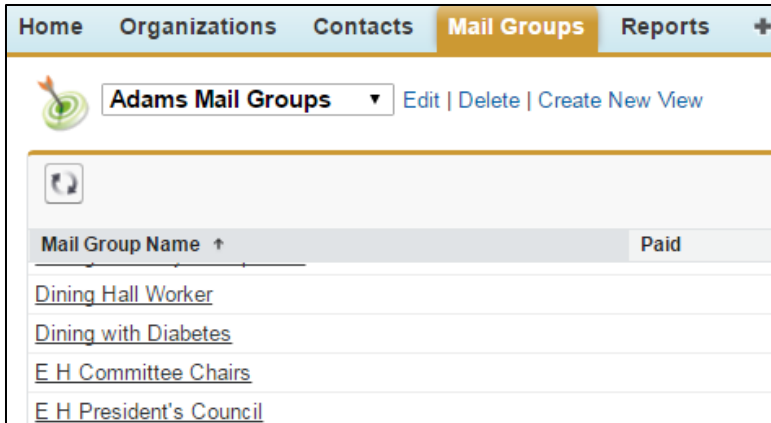 Home Organizations Contacts Mail Groups Reports +
Adams Mail Groups ▼ Edit | Delete | Create New View
Mail Group Name ↑ Paid
Dining Hall Worker
Dining with Diabetes
E H Committee Chairs
E H President's Council